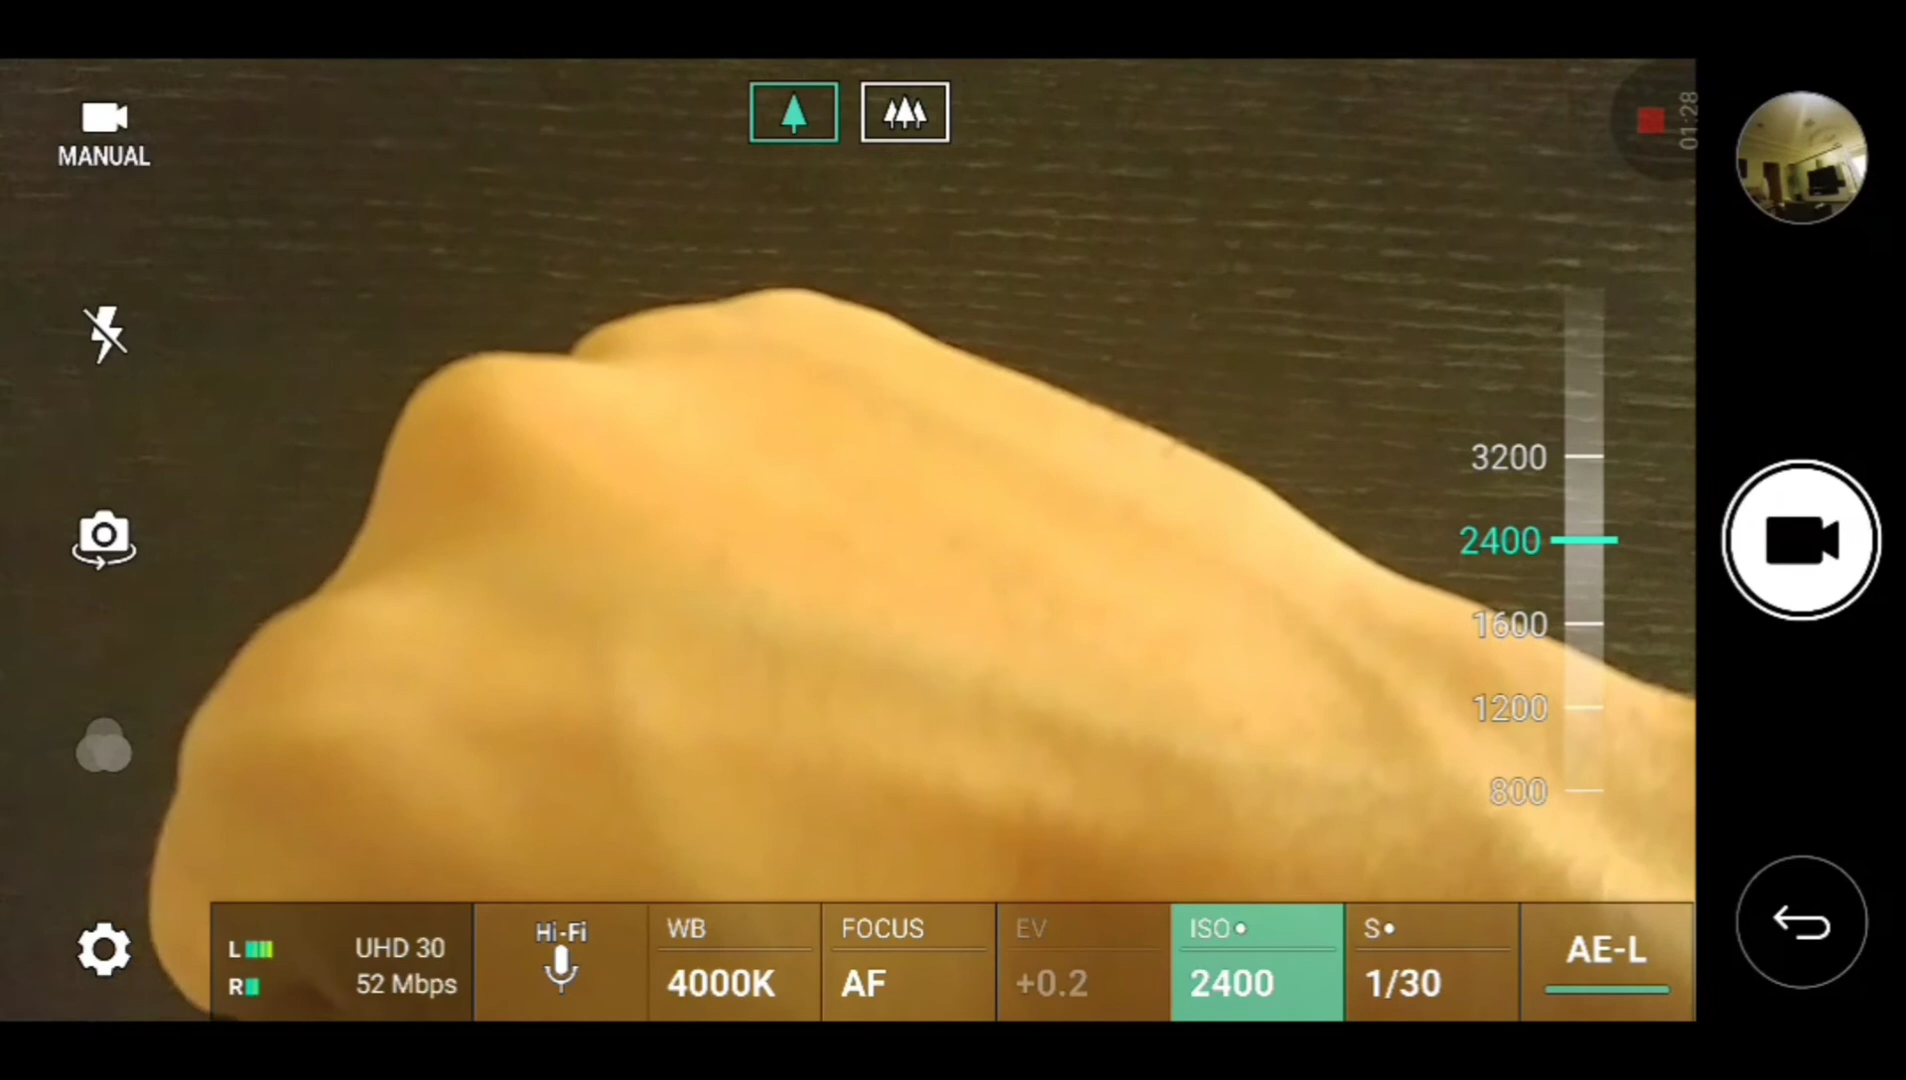 MANUAL
01:28
3200
2400
1600
1200
800
L
R
UHD 30
52 Mbps
Hi-Fi
WB
4000K
FOCUS
AF
EV
+0.2
ISO•
2400
S•
1/30
AE-L